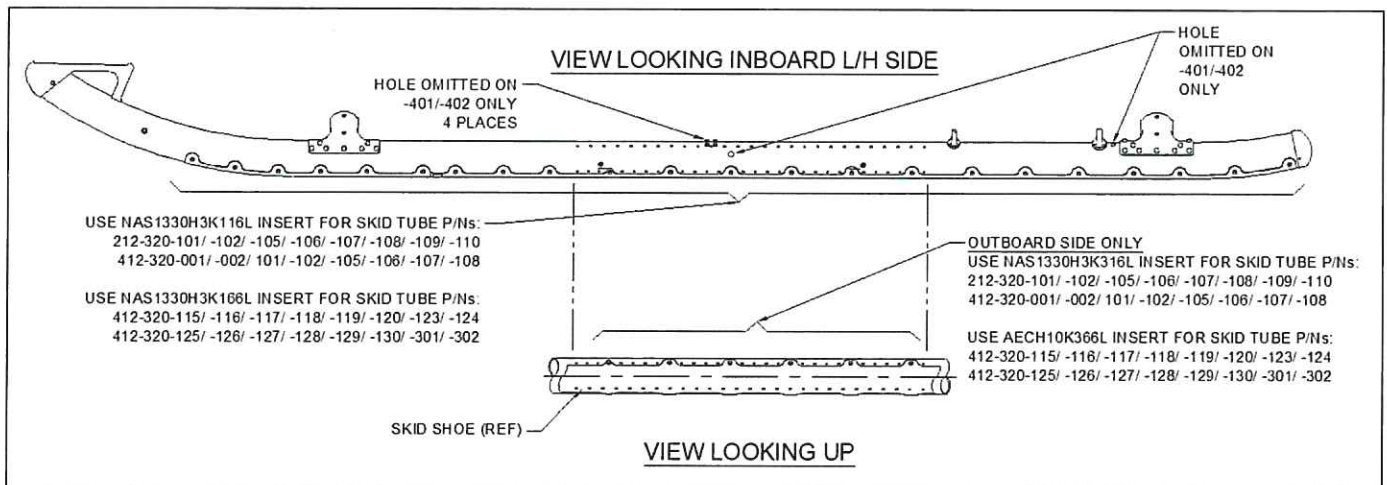 VIEW LOOKING INBOARD L/H SIDE
HOLE OMITTED ON
-401/-402 ONLY
4 PLACES
HOLE
OMITTED ON
-401/-402
ONLY
USE NAS1330H3K116L INSERT FOR SKID TUBE P/Ns:
212-320-101/ -102/ -105/ -106/ -107/ -108/ -109/ -110
412-320-001/ -002/ 101/ -102/ -105/ -106/ -107/ -108
USE NAS1330H3K166L INSERT FOR SKID TUBE P/Ns:
412-320-115/ -116/ -117/ -118/ -119/ -120/ -123/ -124
412-320-125/ -126/ -127/ -128/ -129/ -130/ -301/ -302
OUTBOARD SIDE ONLY
USE NAS1330H3K316L INSERT FOR SKID TUBE P/Ns:
212-320-101/ -102/ -105/ -106/ -107/ -108/ -109/ -110
412-320-001/ -002/ 101/ -102/ -105/ -106/ -107/ -108
USE AECH10K366L INSERT FOR SKID TUBE P/Ns:
412-320-115/ -116/ -117/ -118/ -119/ -120/ -123/ -124
412-320-125/ -126/ -127/ -128/ -129/ -130/ -301/ -302
SKID SHOE (REF)
VIEW LOOKING UP